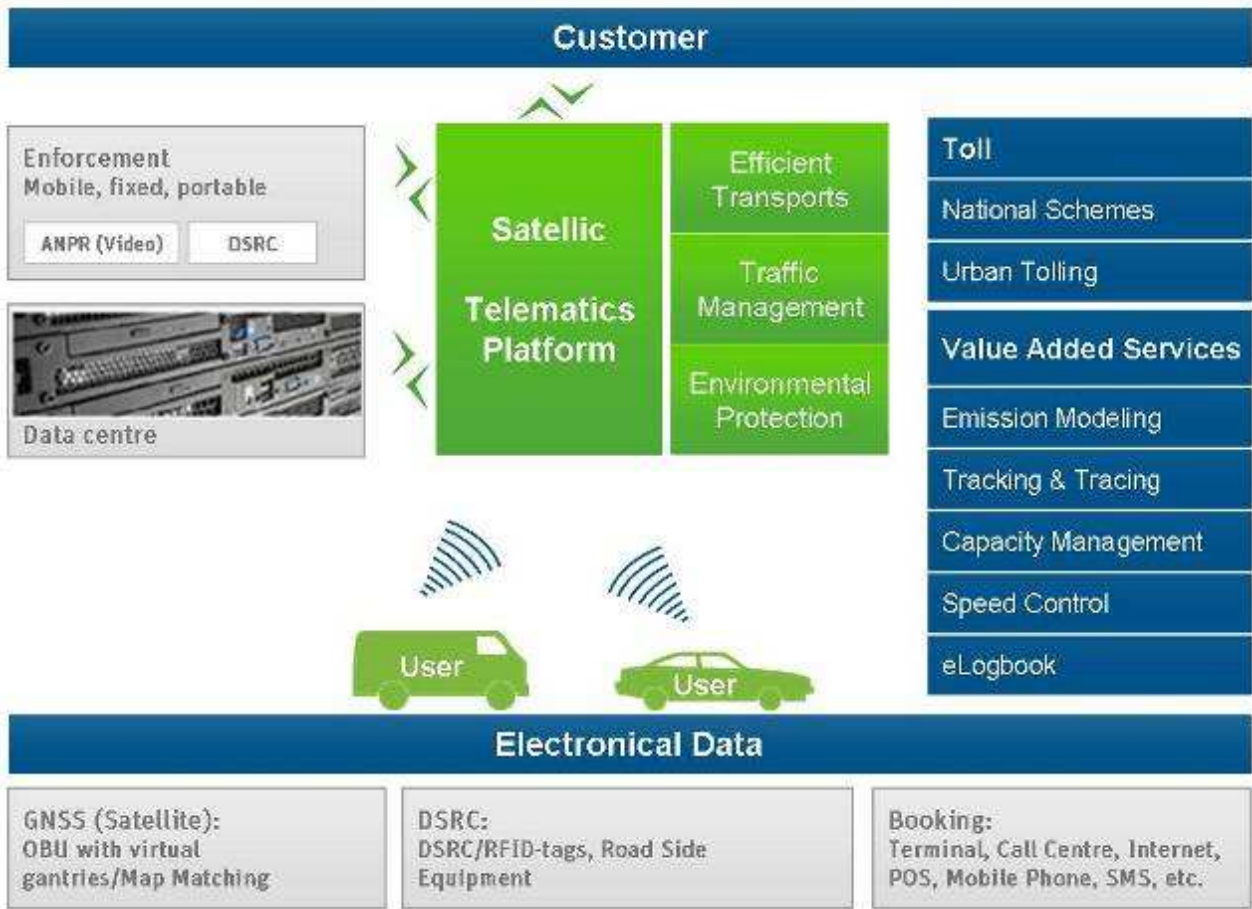 Customer
Enforcement
Mobile, fixed, portable
ANPR (Video)
DSRC
Data centre
Satellic
Telematics
Platform
Efficient
Transports
Traffic
Management
Environmental
Protection
Toll
National Schemes
Urban Tolling
Value Added Services
Emission Modeling
Tracking & Tracing
Capacity Management
Speed Control
eLogbook
User
User
Electronical Data
GNSS (Satellite):
OBU with virtual
gantries/Map Matching
DSRC:
DSRC/RFID-tags, Road Side
Equipment
Booking:
Terminal, Call Centre, Internet,
POS, Mobile Phone, SMS, etc.